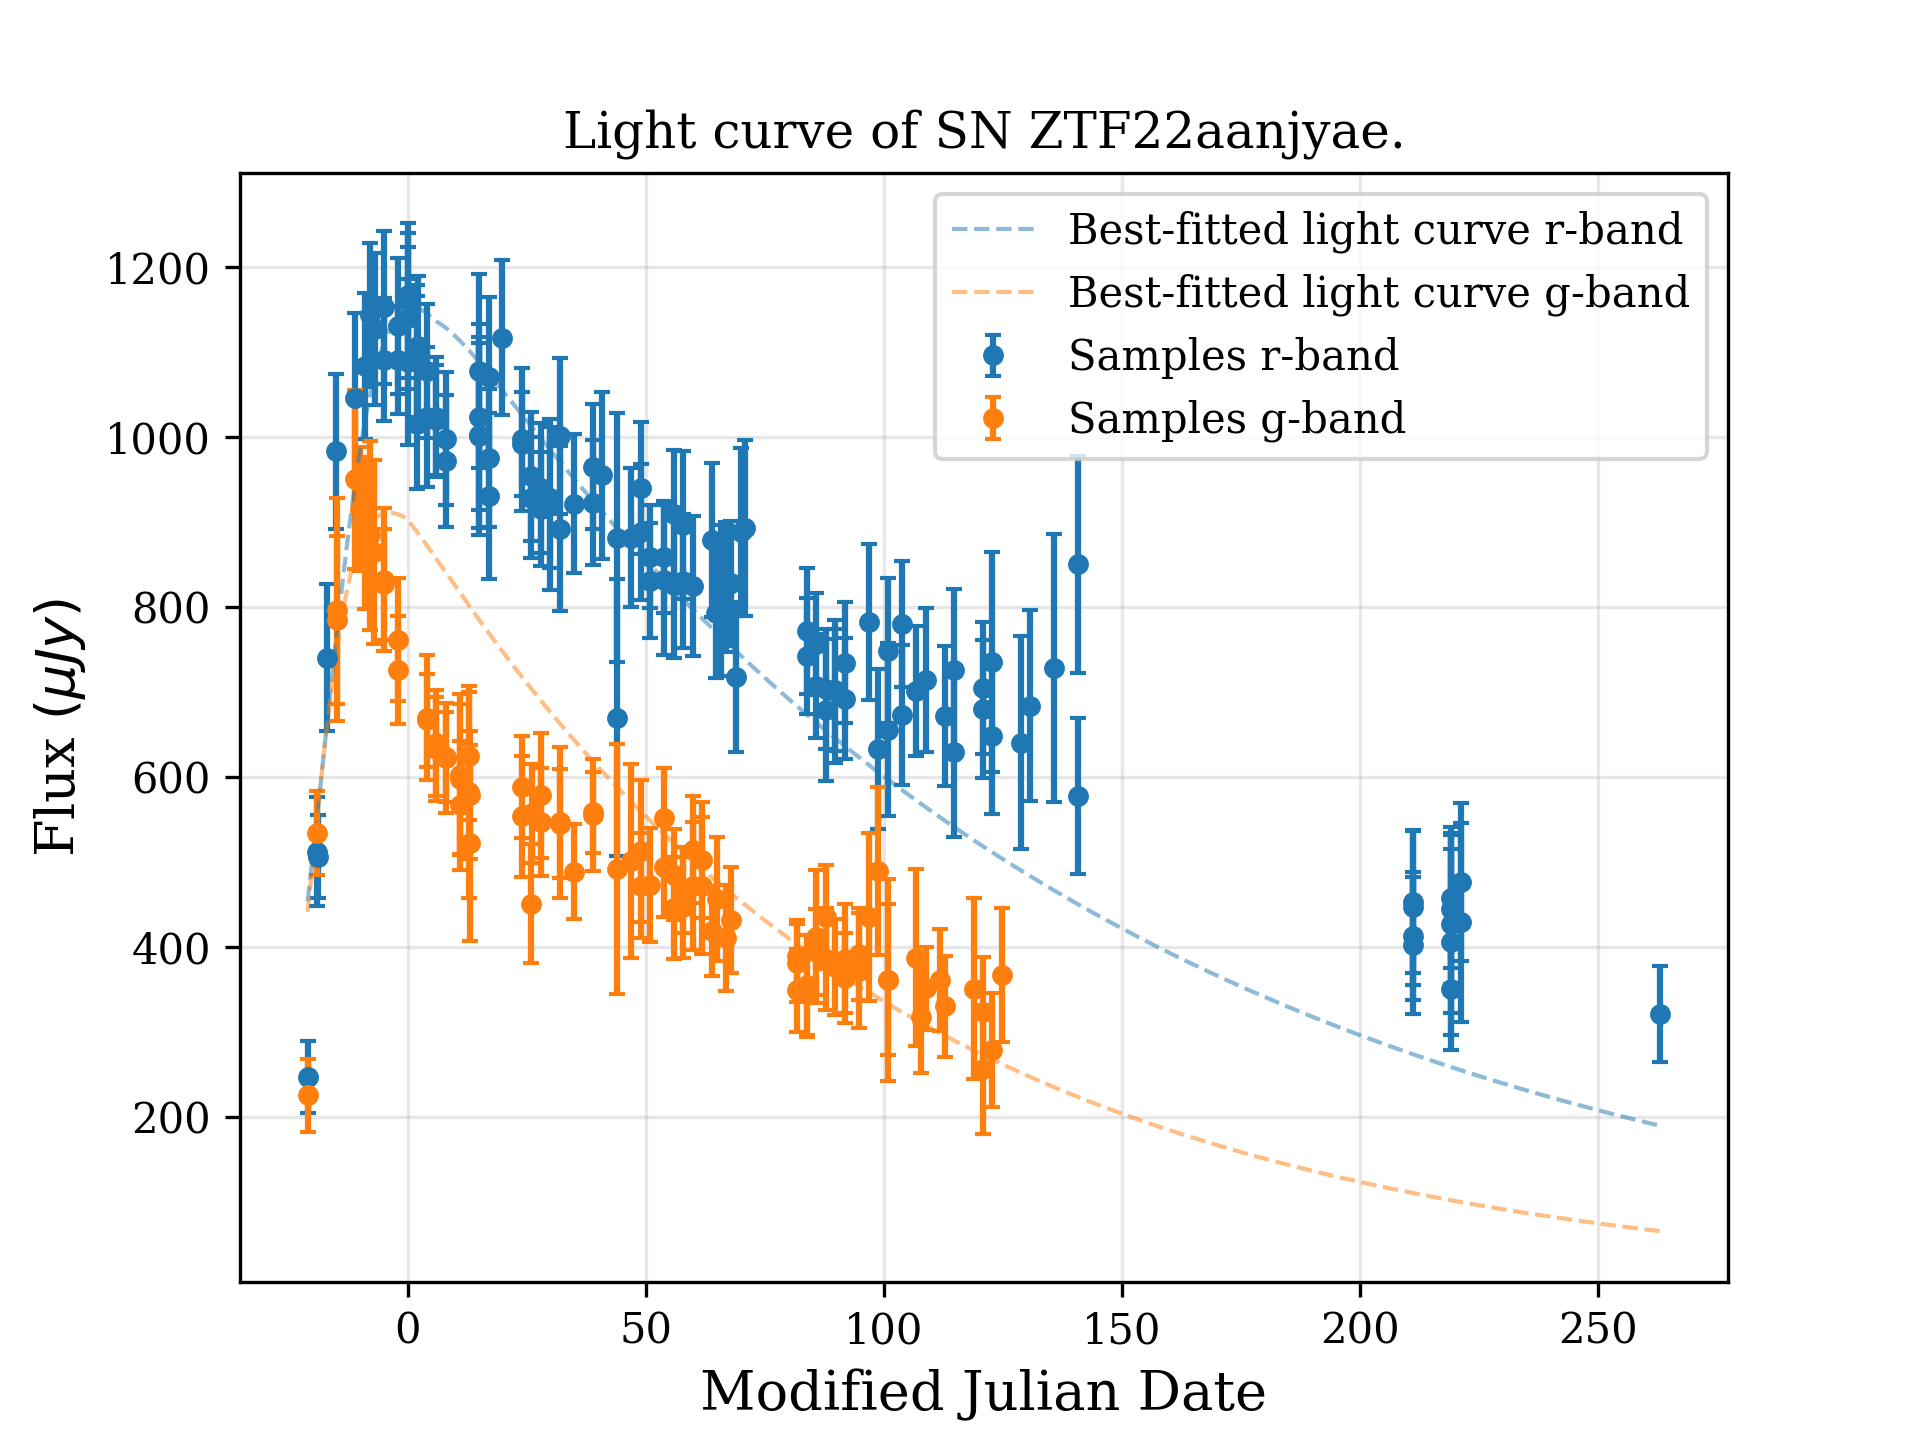 Light curve of SN ZTF22aanjyae.
Best-fitted light curve r-band
Best-fitted light curve g-band
Samples r-band
Samples g-band
Flux (μJy)
1200
1000
800
600
400
200
0 50 100 150 200 250
Modified Julian Date